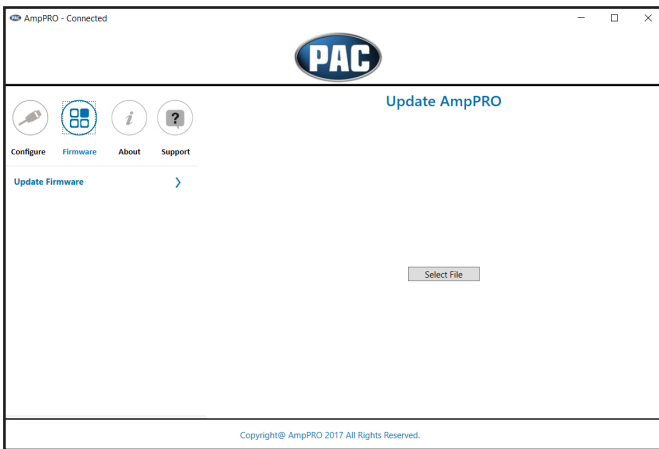 PAC AmpPRO - Connected
PAC
Configure Firmware About Support
Update Firmware
Update AmpPRO
Select File
Copyright@ AmpPRO 2017 All Rights Reserved.